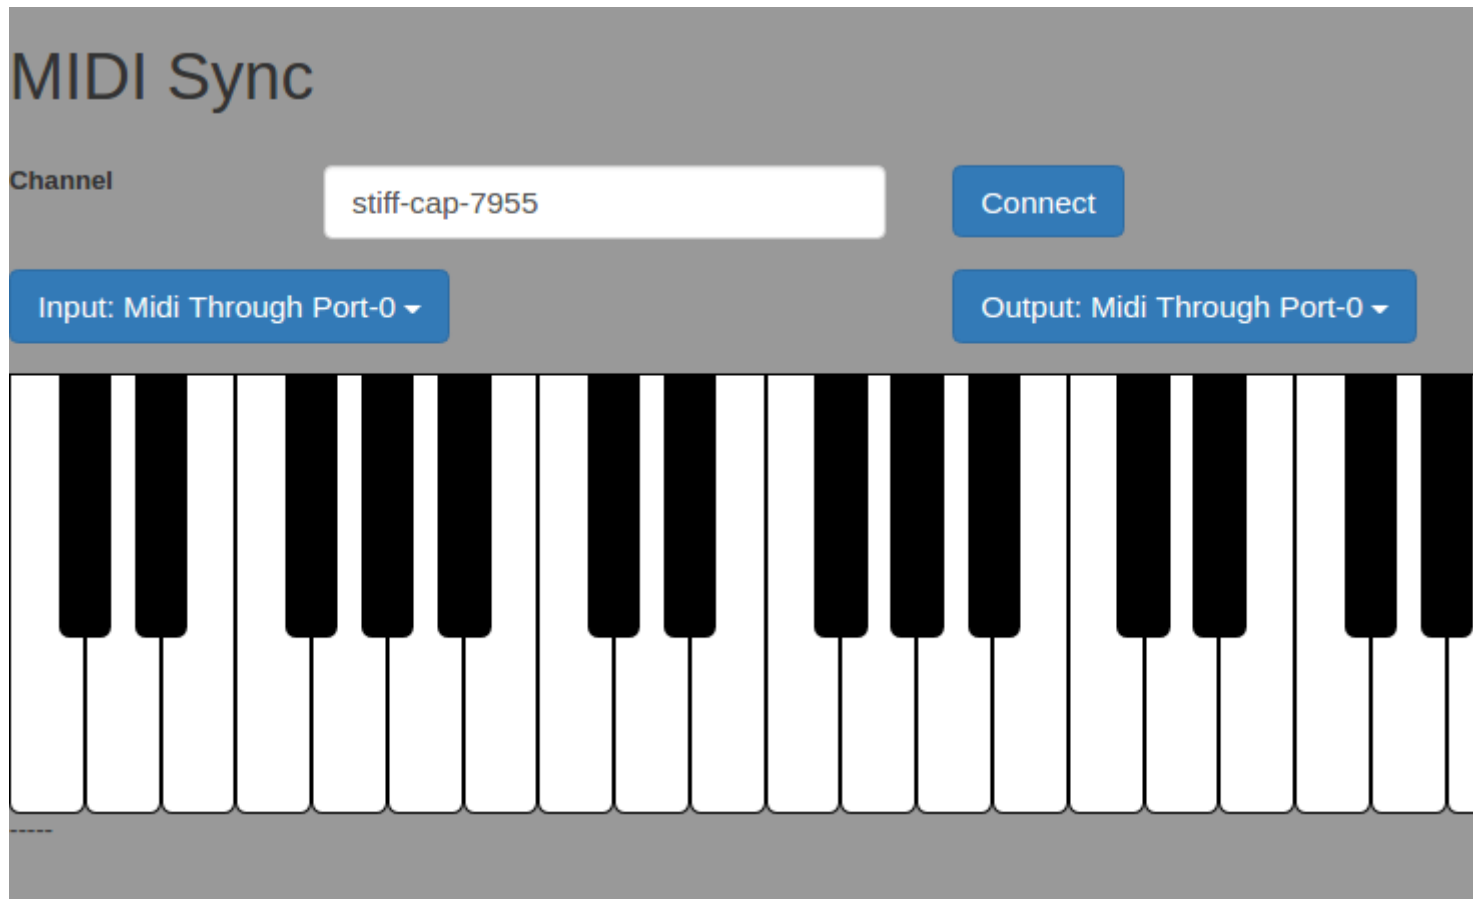 MIDI Sync
Channel
stiff-cap-7955
Connect
Input: Midi Through Port-0
Output: Midi Through Port-0
-----